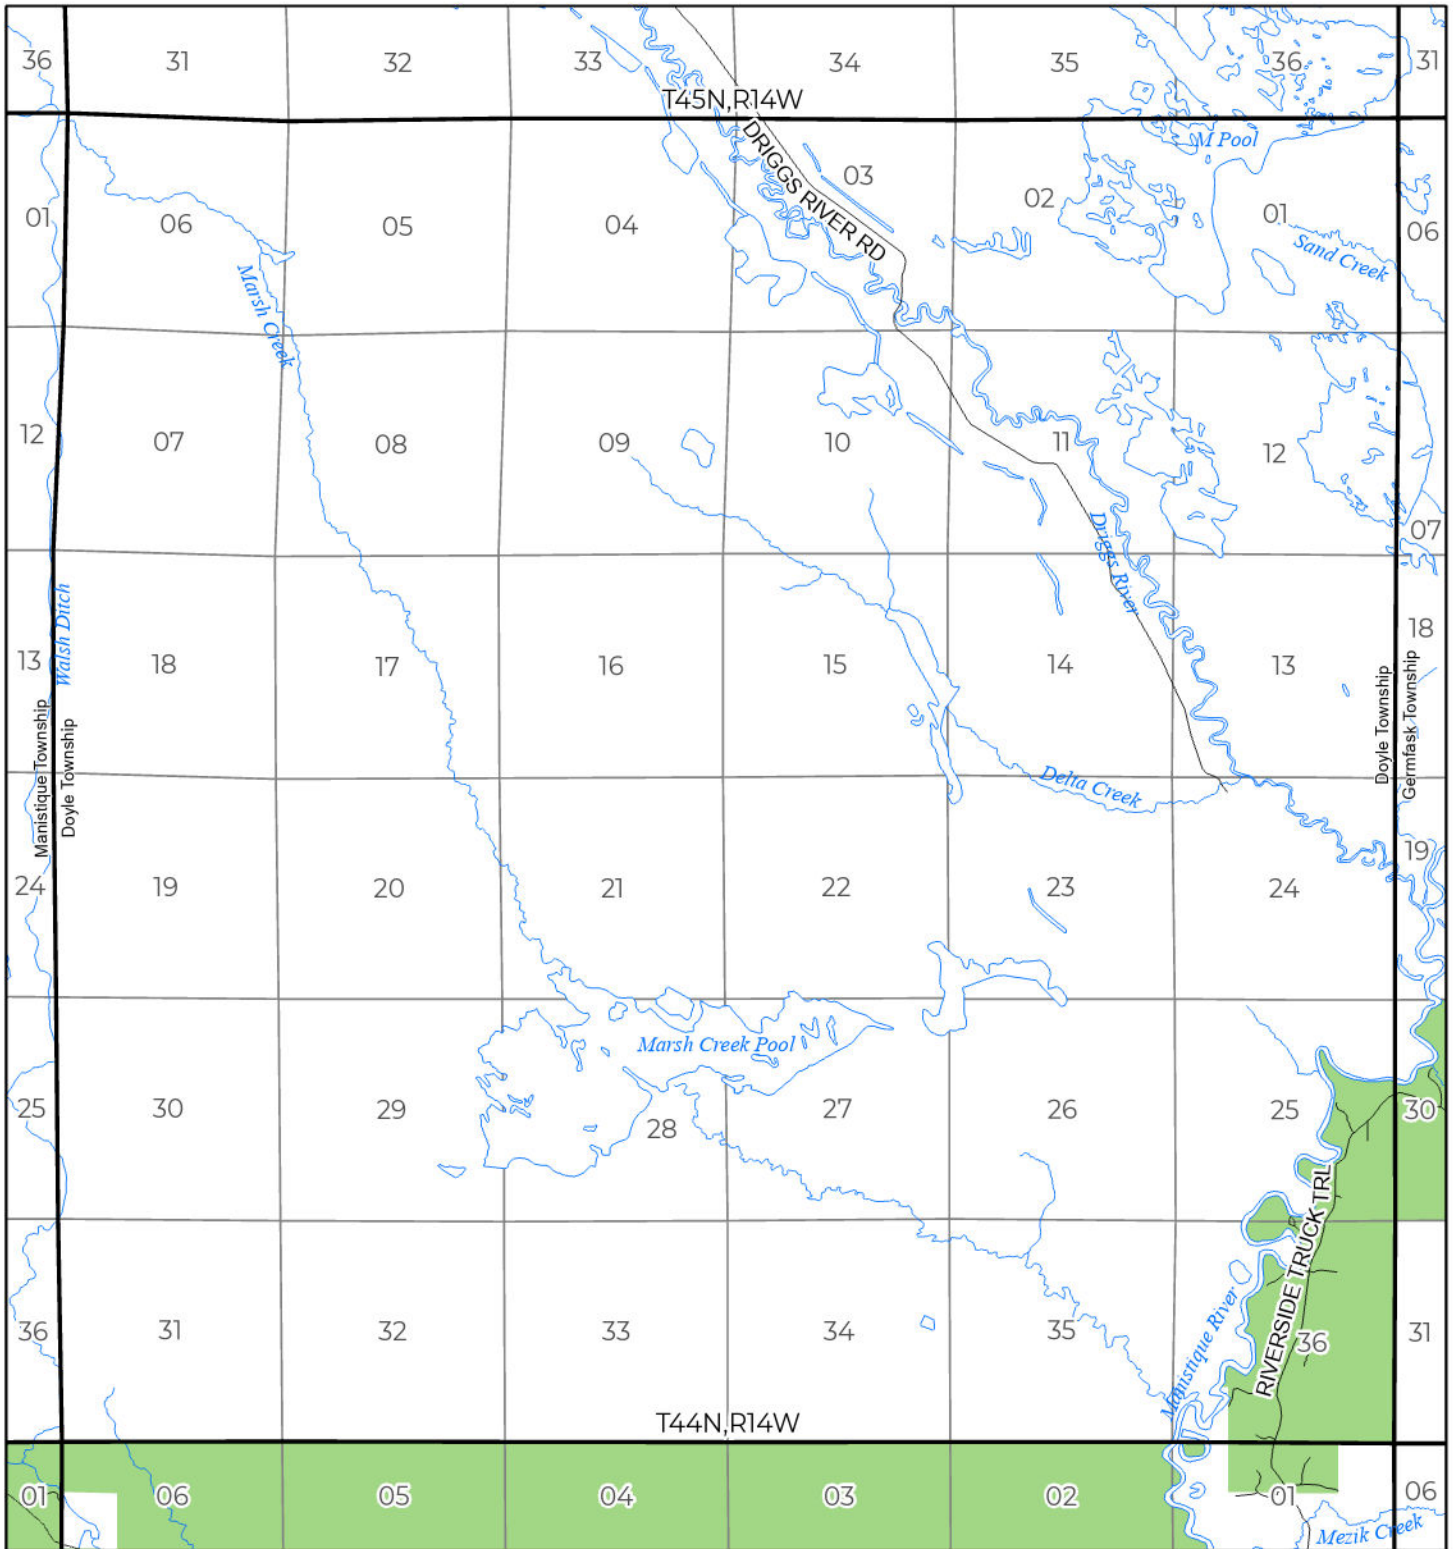 36 31 32 33 34 35 36 31
T45N,R14W
M Pool
DRIGGS RIVER RD
03
02
01 06 05 04 01 06
Sand Creek
Marsh Creek
12 07 08 09 10 11 12
07
Driggs River
Walsh Ditch
18
13 18 17 16 15 14 13
Manistique Township
Doyle Township
Doyle Township
Germfask Township
Delta Creek
19
24 19 20 21 22 23 24
Marsh Creek Pool
25 30 29 28 27 26 25 30
RIVERSIDE TRUCK TRL
Manistique River
36 31 32 33 34 35 36 31
T44N,R14W
01 06 05 04 03 02 01 06
Mezik Creek